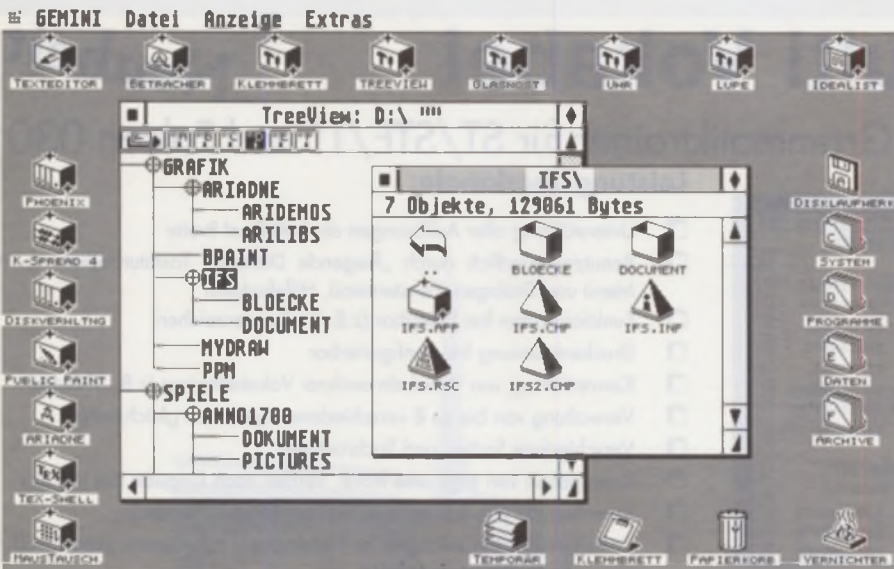 GEMINI Datei Anzeige Extras
TEXTEDITOR BETRACHER KLEMMBRETT TREEVIEW GLASNOST UHR LUPE IDEALIST
TreeView: D:\ ""
GRAFIK
ARIADNE
ARIDEMOS
ARILIBS
BPAINT
IFS
BLOECKE
DOCUMENT
MYDRAW
PPM
SPIELE
ANNO1700
DOKUMENT
PICTURES
IFS\
7 Objekte, 129061 Bytes
..
BLOECKE
DOCUMENT
IFS.APP
IFS.CMP
IFS.INF
IFS.RSC
IFS2.CMP
PHOENIX
K-SPREAD 4
DISKVERWLTNG
PUBLIC PAINT
ARIADNE
TEX-SHELL
MAUSTAUSCH
DISKLAUFWERK
SYSTEM
PROGRAMME
DATEN
ARCHIVE
TEMPORÄR KLEMMBRETT PAPIERKORB VERNICHTER